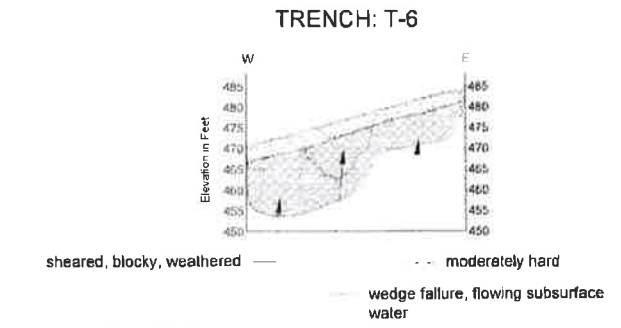 TRENCH: T-6
W E
485 485
480 480
475 475
470 470
465 465
460 460
455 455
450 450
Elevation in Feet
sheared, blocky, weathered
moderately hard
wedge failure, flowing subsurface
water